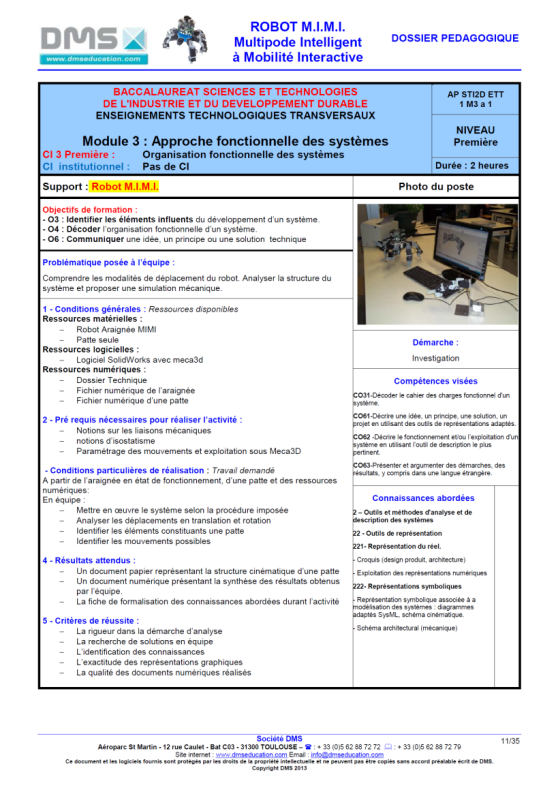 DMS
www.dmseducation.com
ROBOT M.I.M.I.
Multipode Intelligent
à Mobilité Interactive
DOSSIER PEDAGOGIQUE
BACCALAUREAT SCIENCES ET TECHNOLOGIES
DE L'INDUSTRIE ET DU DEVELOPPEMENT DURABLE
ENSEIGNEMENTS TECHNOLOGIQUES TRANSVERSAUX
Module 3 : Approche fonctionnelle des systèmes
CI 3 Première : Organisation fonctionnelle des systèmes
CI institutionnel : Pas de CI
AP STI2D ETT
1 M3 a 1
NIVEAU
Première
Durée : 2 heures
Support : Robot M.I.M.I.
Photo du poste
Objectifs de formation :
- O3 : Identifier les éléments influents du développement d'un système.
- O4 : Décoder l'organisation fonctionnelle d'un système.
- O6 : Communiquer une idée, un principe ou une solution technique
Problématique posée à l'équipe :
Comprendre les modalités de déplacement du robot. Analyser la structure du
système et proposer une simulation mécanique.
1 - Conditions générales : Ressources disponibles
Ressources matérielles :
– Robot Araignée MIMI
– Patte seule
Ressources logicielles :
– Logiciel SolidWorks avec meca3d
Ressources numériques :
– Dossier Technique
– Fichier numérique de l'araignée
– Fichier numérique d'une patte
2 - Pré requis nécessaires pour réaliser l'activité :
– Notions sur les liaisons mécaniques
– notions d'isostatisme
– Paramétrage des mouvements et exploitation sous Meca3D
- Conditions particulières de réalisation : Travail demandé
A partir de l'araignée en état de fonctionnement, d'une patte et des ressources
numériques:
En équipe :
– Mettre en œuvre le système selon la procédure imposée
– Analyser les déplacements en translation et rotation
– Identifier les éléments constituants une patte
– Identifier les mouvements possibles
4 - Résultats attendus :
– Un document papier représentant la structure cinématique d'une patte
– Un document numérique présentant la synthèse des résultats obtenus
par l'équipe.
– La fiche de formalisation des connaissances abordées durant l'activité
5 - Critères de réussite :
– La rigueur dans la démarche d'analyse
– La recherche de solutions en équipe
– L'identification des connaissances
– L'exactitude des représentations graphiques
– La qualité des documents numériques réalisés
Démarche :
Investigation
Compétences visées
CO31-Décoder le cahier des charges fonctionnel d'un
système.
CO61-Décrire une idée, un principe, une solution, un
projet en utilisant des outils de représentation adaptés.
CO62 -Décrire le fonctionnement et/ou l'exploitation d'un
système en utilisant l'outil de description le plus
pertinent.
CO63-Présenter et argumenter des démarches, des
résultats, y compris dans une langue étrangère.
Connaissances abordées
2 – Outils et méthodes d'analyse et de
description des systèmes
22 - Outils de représentation
221- Représentation du réel.
- Croquis (design produit, architecture)
- Exploitation des représentations numériques
222- Représentations symboliques
- Représentation symbolique associée à a
modélisation des systèmes : diagrammes
adaptés SysML, schéma cinématique.
- Schéma architectural (mécanique)
Société DMS
Aéroparc St Martin - 12 rue Caulet - Bat C03 - 31300 TOULOUSE – ☎ : + 33 (0)5 62 88 72 72 📖 : + 33 (0)5 62 88 72 79
Site internet : www.dmseducation.com Email : info@dmseducation.com
Ce document et les logiciels fournis sont protégés par les droits de la propriété intellectuelle et ne peuvent pas être copiés sans accord préalable écrit de DMS.
Copyright DMS 2013
11/35